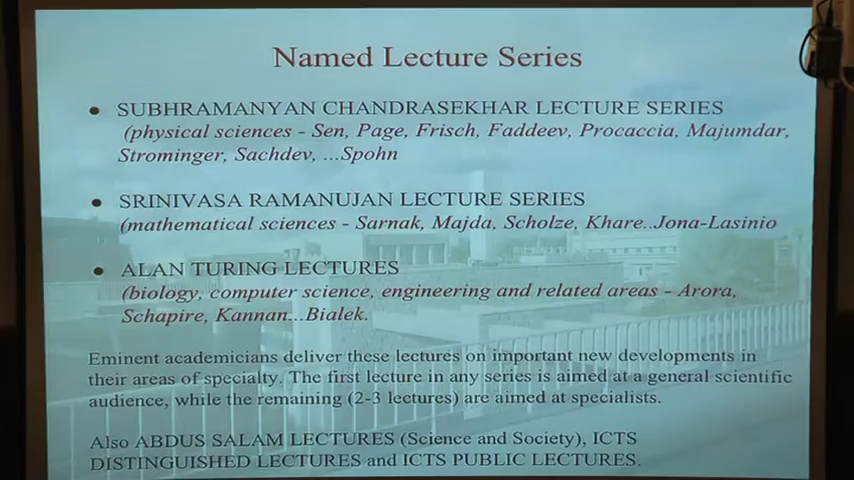 Named Lecture Series
• SUBHRAMANYAN CHANDRASEKHAR LECTURE SERIES
(physical sciences - Sen, Page, Frisch, Faddeev, Procaccia, Majumdar,
Strominger, Sachdev, ...Spohn
• SRINIVASA RAMANUJAN LECTURE SERIES
(mathematical sciences - Sarnak, Majda, Scholze, Khare..Jona-Lasinio
• ALAN TURING LECTURES
(biology, computer science, engineering and related areas - Arora,
Schapire, Kannan...Bialek.
Eminent academicians deliver these lectures on important new developments in
their areas of specialty. The first lecture in any series is aimed at a general scientific
audience, while the remaining (2-3 lectures) are aimed at specialists.
Also ABDUS SALAM LECTURES (Science and Society), ICTS
DISTINGUISHED LECTURES and ICTS PUBLIC LECTURES.